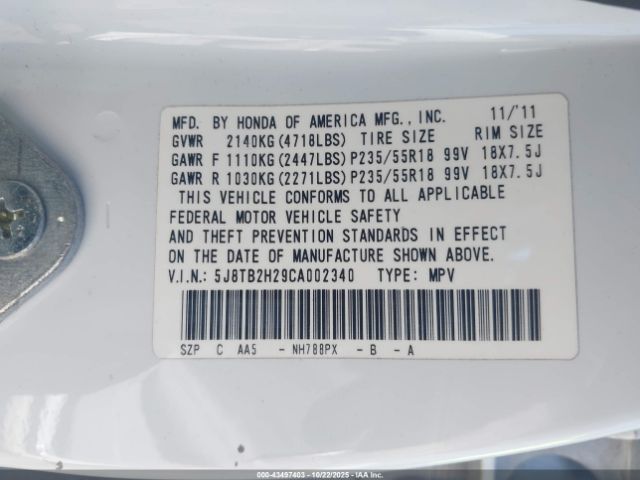 MFD. BY HONDA OF AMERICA MFG., INC. 11/'11
GVWR 2140KG(4718LBS) TIRE SIZE RIM SIZE
GAWR F 1110KG(2447LBS)P235/55R18 99V 18X7.5J
GAWR R 1030KG(2271LBS)P235/55R18 99V 18X7.5J
THIS VEHICLE CONFORMS TO ALL APPLICABLE
FEDERAL MOTOR VEHICLE SAFETY
AND THEFT PREVENTION STANDARDS IN EFFECT
ON THE DATE OF MANUFACTURE SHOWN ABOVE.
V.I.N.: 5J8TB2H29CA002340 TYPE: MPV
SZP C AA5 - NH788PX - B - A
000-43497403 - 10/22/2025 - IAA Inc.